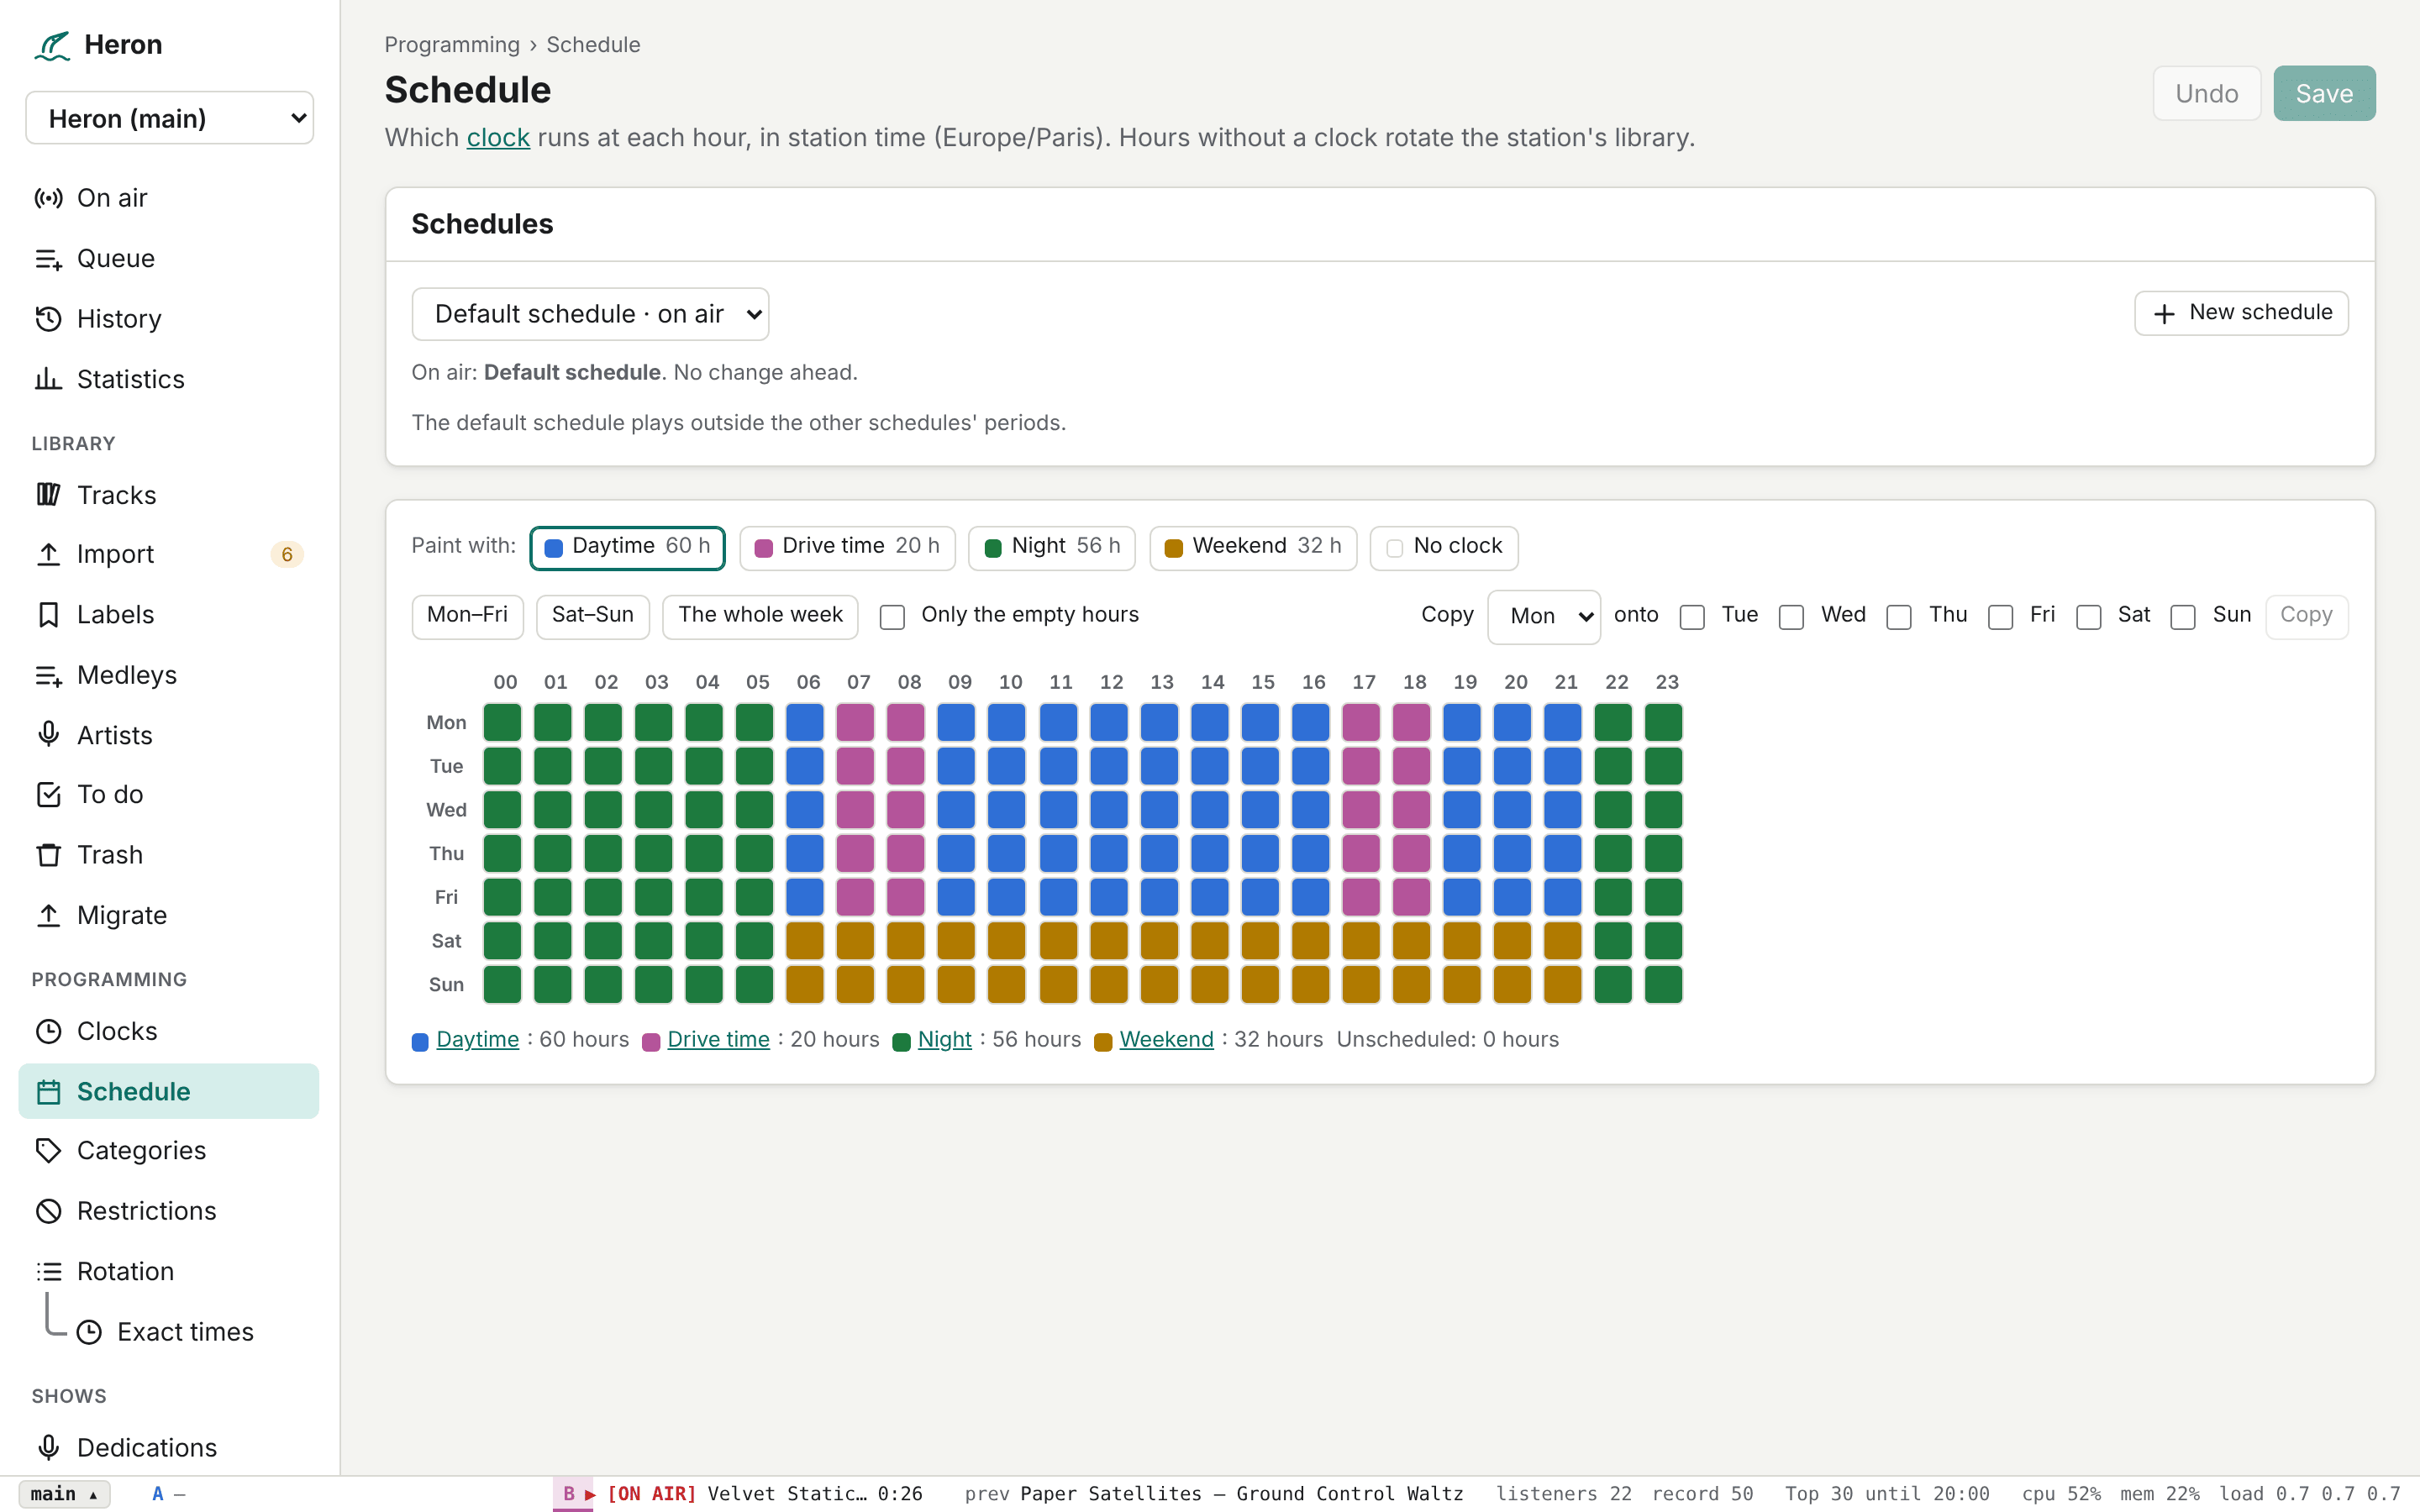 Heron
Heron (main)
On air
Queue
History
Statistics
LIBRARY
Tracks
Import 6
Labels
Medleys
Artists
To do
Trash
Migrate
PROGRAMMING
Clocks
Schedule
Categories
Restrictions
Rotation
Exact times
SHOWS
Dedications
Programming › Schedule
Schedule
Undo Save
Which clock runs at each hour, in station time (Europe/Paris). Hours without a clock rotate the station's library.
Schedules
Default schedule · on air
+ New schedule
On air: Default schedule. No change ahead.
The default schedule plays outside the other schedules' periods.
Paint with: Daytime 60 h Drive time 20 h Night 56 h Weekend 32 h No clock
Mon–Fri Sat–Sun The whole week Only the empty hours Copy Mon onto Tue Wed Thu Fri Sat Sun Copy
00 01 02 03 04 05 06 07 08 09 10 11 12 13 14 15 16 17 18 19 20 21 22 23
Mon
Tue
Wed
Thu
Fri
Sat
Sun
Daytime : 60 hours Drive time : 20 hours Night : 56 hours Weekend : 32 hours Unscheduled: 0 hours
main ▴ A — B ▶ [ON AIR] Velvet Static… 0:26 prev Paper Satellites — Ground Control Waltz listeners 22 record 50 Top 30 until 20:00 cpu 52% mem 22% load 0.7 0.7 0.7